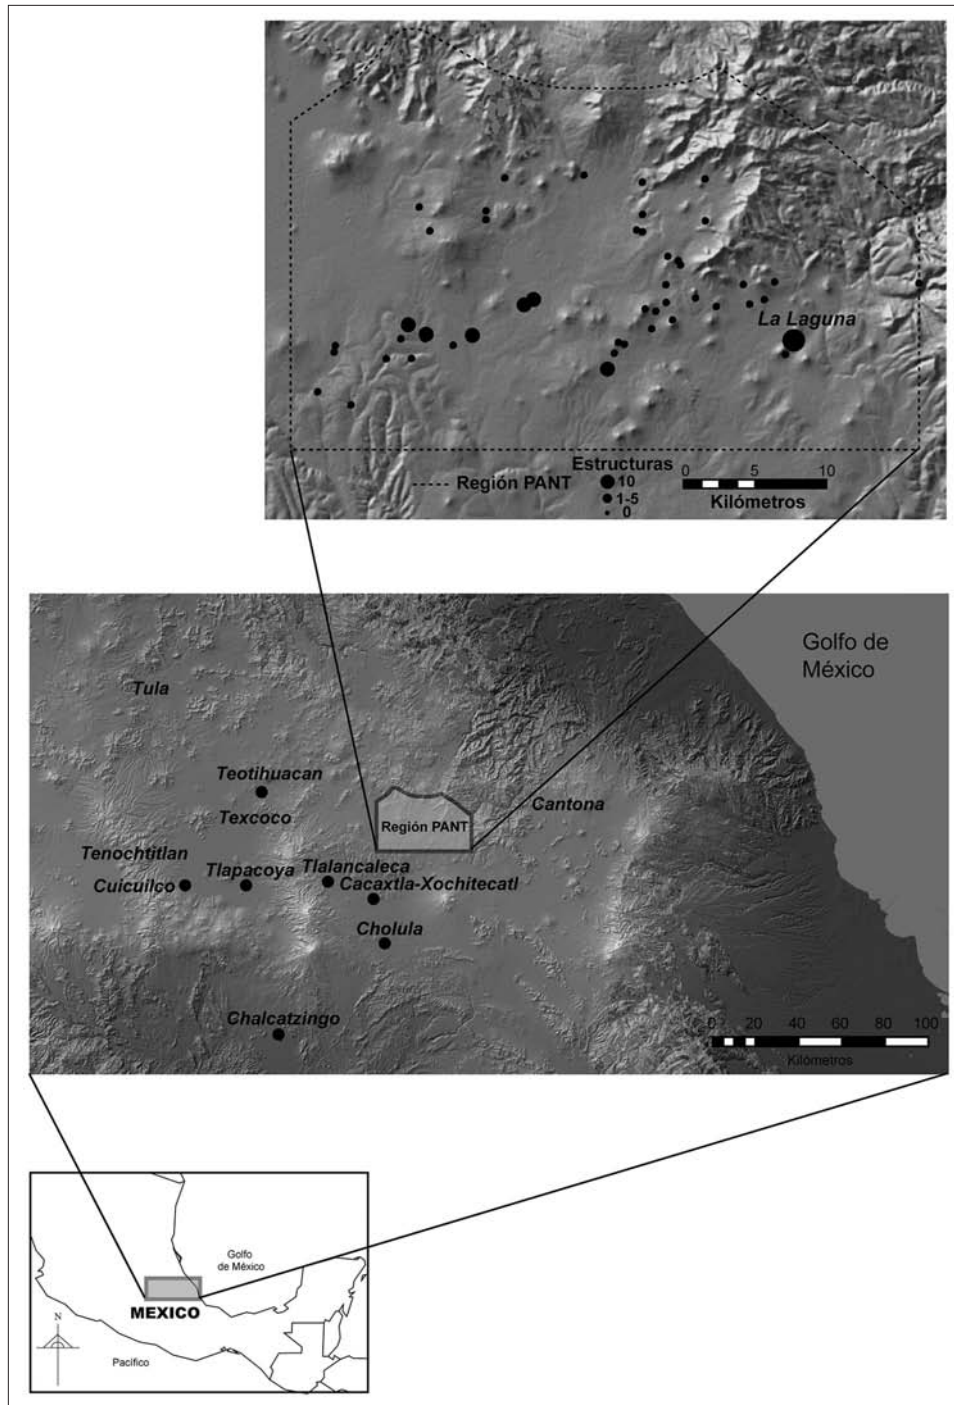 La Laguna
Estructuras
10
1-5
0
Región PANT
0 5 10
Kilómetros
Golfo de
México
Tula
Teotihuacan
Texcoco
Cantona
Región PANT
Tenochtitlan
Cuicuilco
Tlapacoya
Tlalancaleca
Cacaxtla-Xochitecatl
Cholula
Chalcatzingo
0 5 10 20 40 60 80 100
Kilómetros
Golfo
de México
MEXICO
N
Pacífico